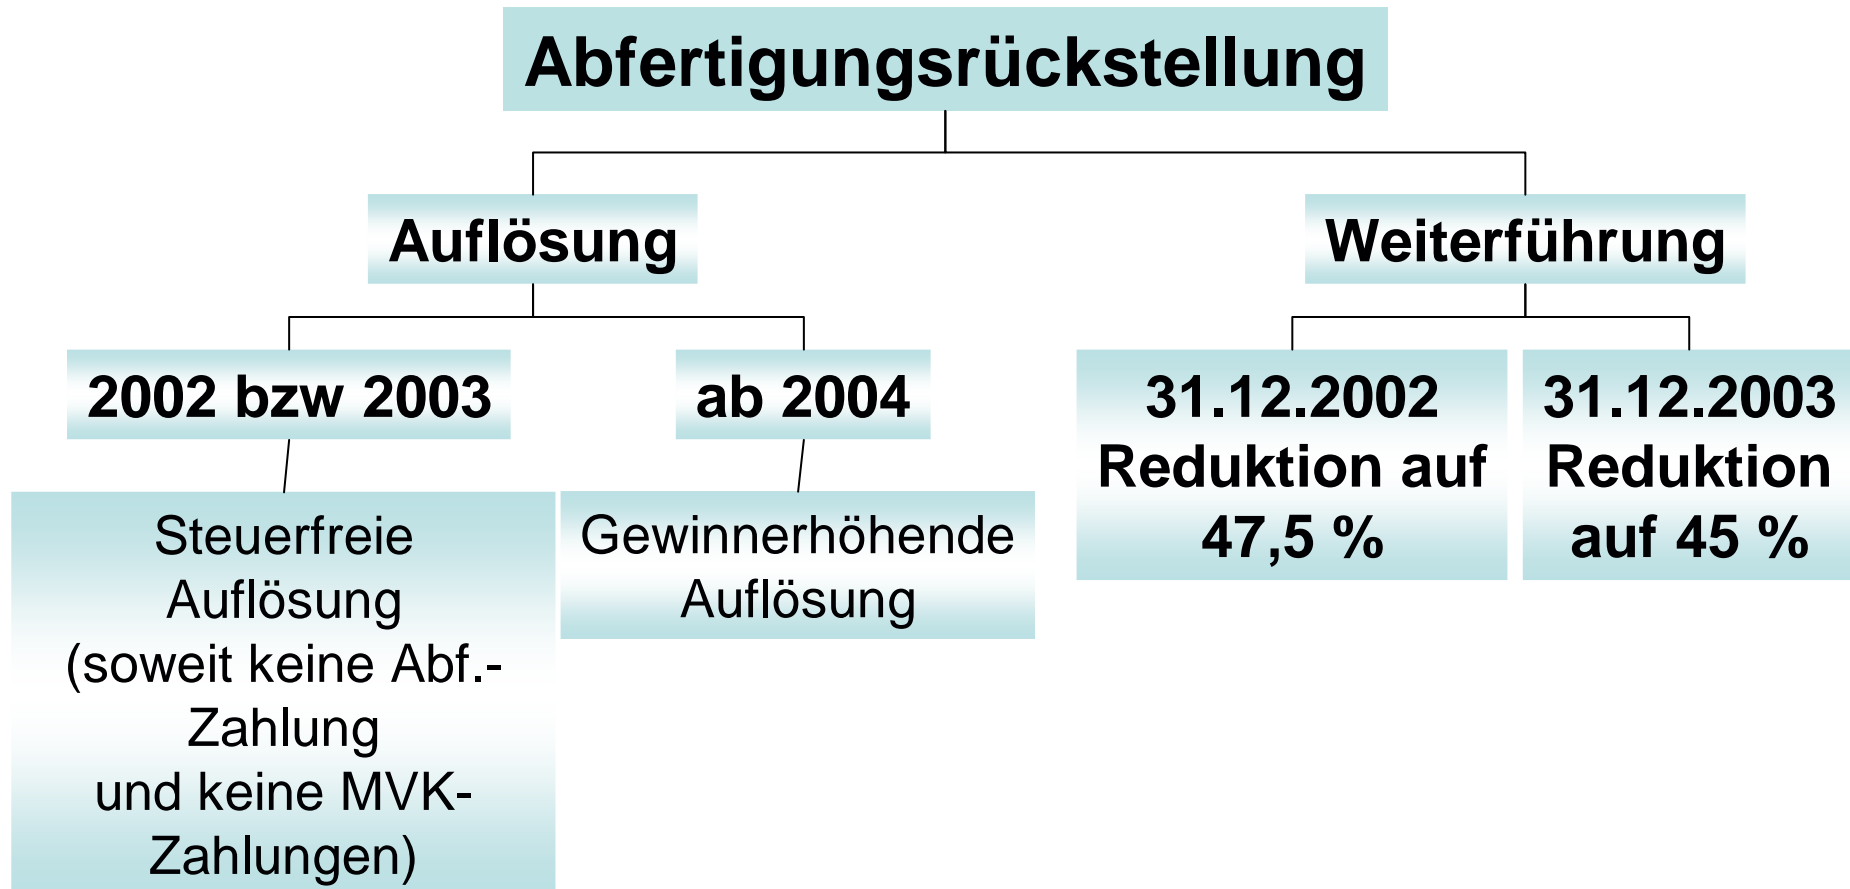 Abfertigungsrückstellung
Auflösung
Weiterführung
2002 bzw 2003
ab 2004
31.12.2002
Reduktion auf
47,5 %
31.12.2003
Reduktion
auf 45 %
Steuerfreie
Auflösung
(soweit keine Abf.-
Zahlung
und keine MVK-
Zahlungen)
Gewinnerhöhende
Auflösung